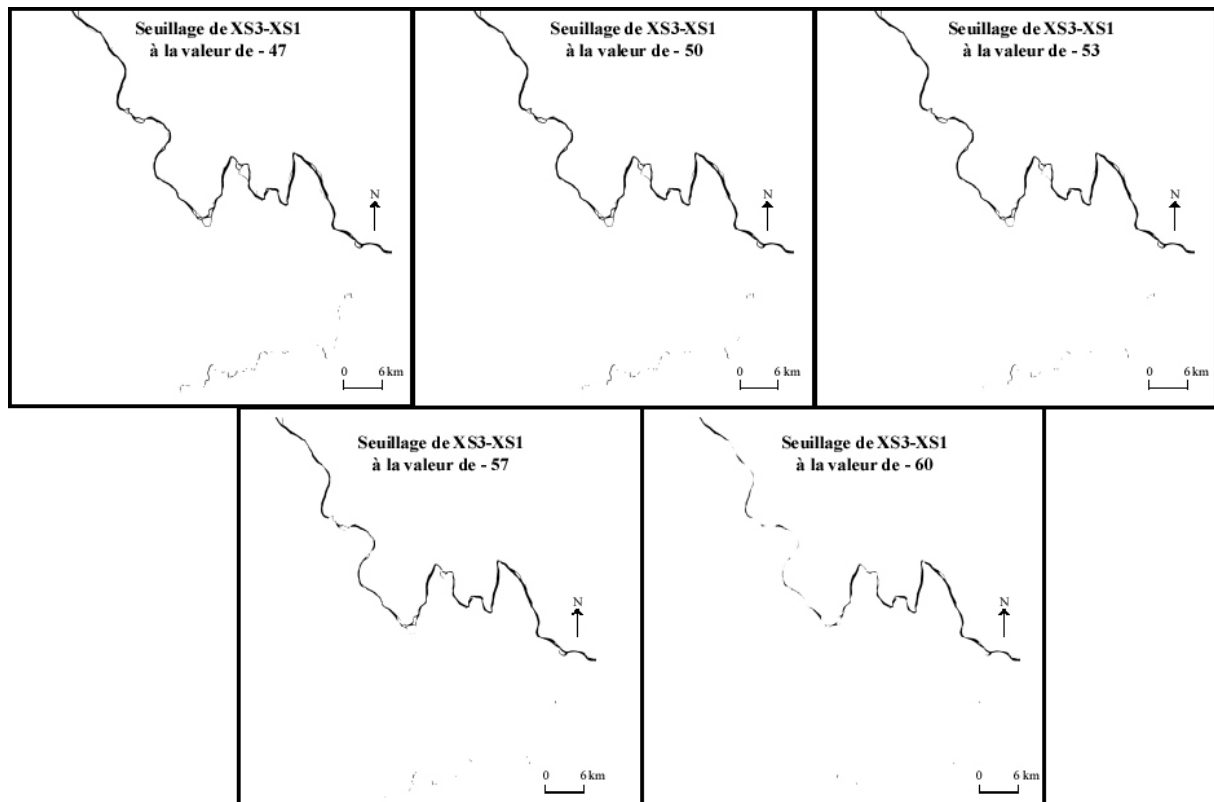 Seuillage de XS3-XS1
à la valeur de - 47
N
0 6 km
Seuillage de XS3-XS1
à la valeur de - 50
N
0 6 km
Seuillage de XS3-XS1
à la valeur de - 53
N
0 6 km
Seuillage de XS3-XS1
à la valeur de - 57
N
0 6 km
Seuillage de XS3-XS1
à la valeur de - 60
N
0 6 km